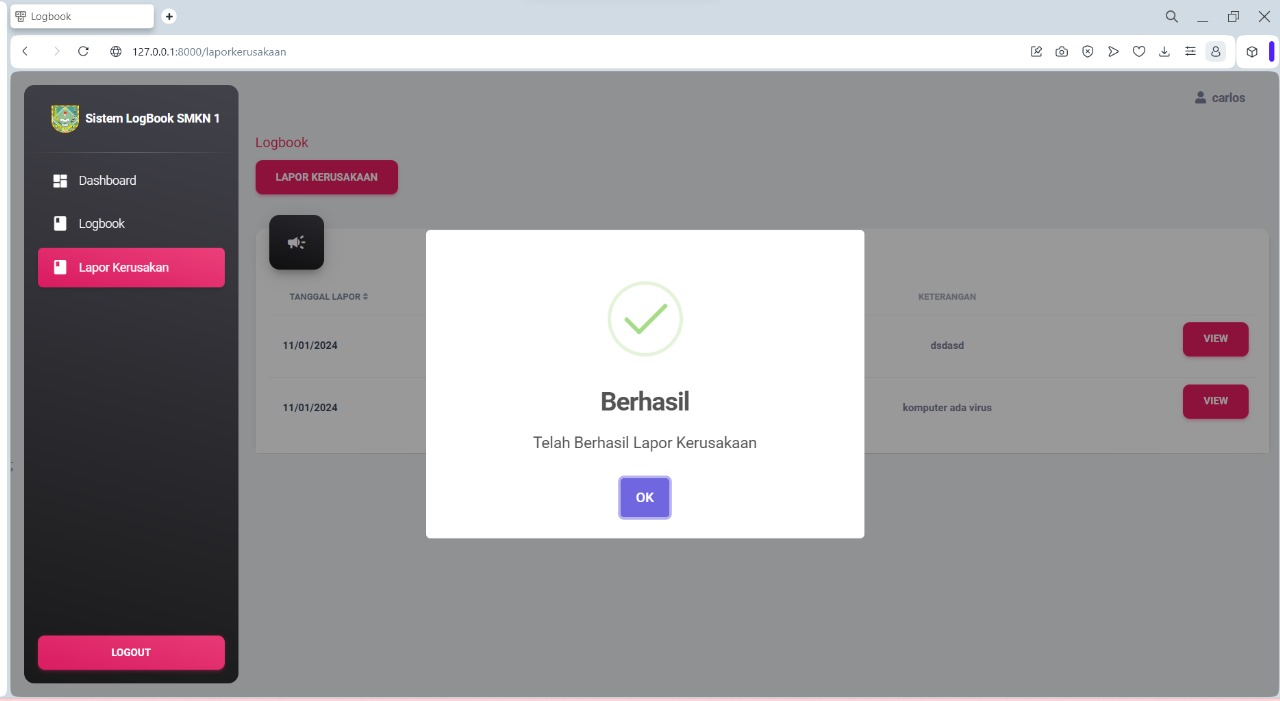 Logbook
127.0.0.1:8000/laporkerusakaan
Sistem LogBook SMKN 1
carlos
Dashboard
Logbook
Lapor Kerusakan
LOGOUT
Logbook
LAPOR KERUSAKAAN
TANGGAL LAPOR
KETERANGAN
11/01/2024
dsdasd
VIEW
11/01/2024
komputer ada virus
VIEW
Berhasil
Telah Berhasil Lapor Kerusakaan
OK